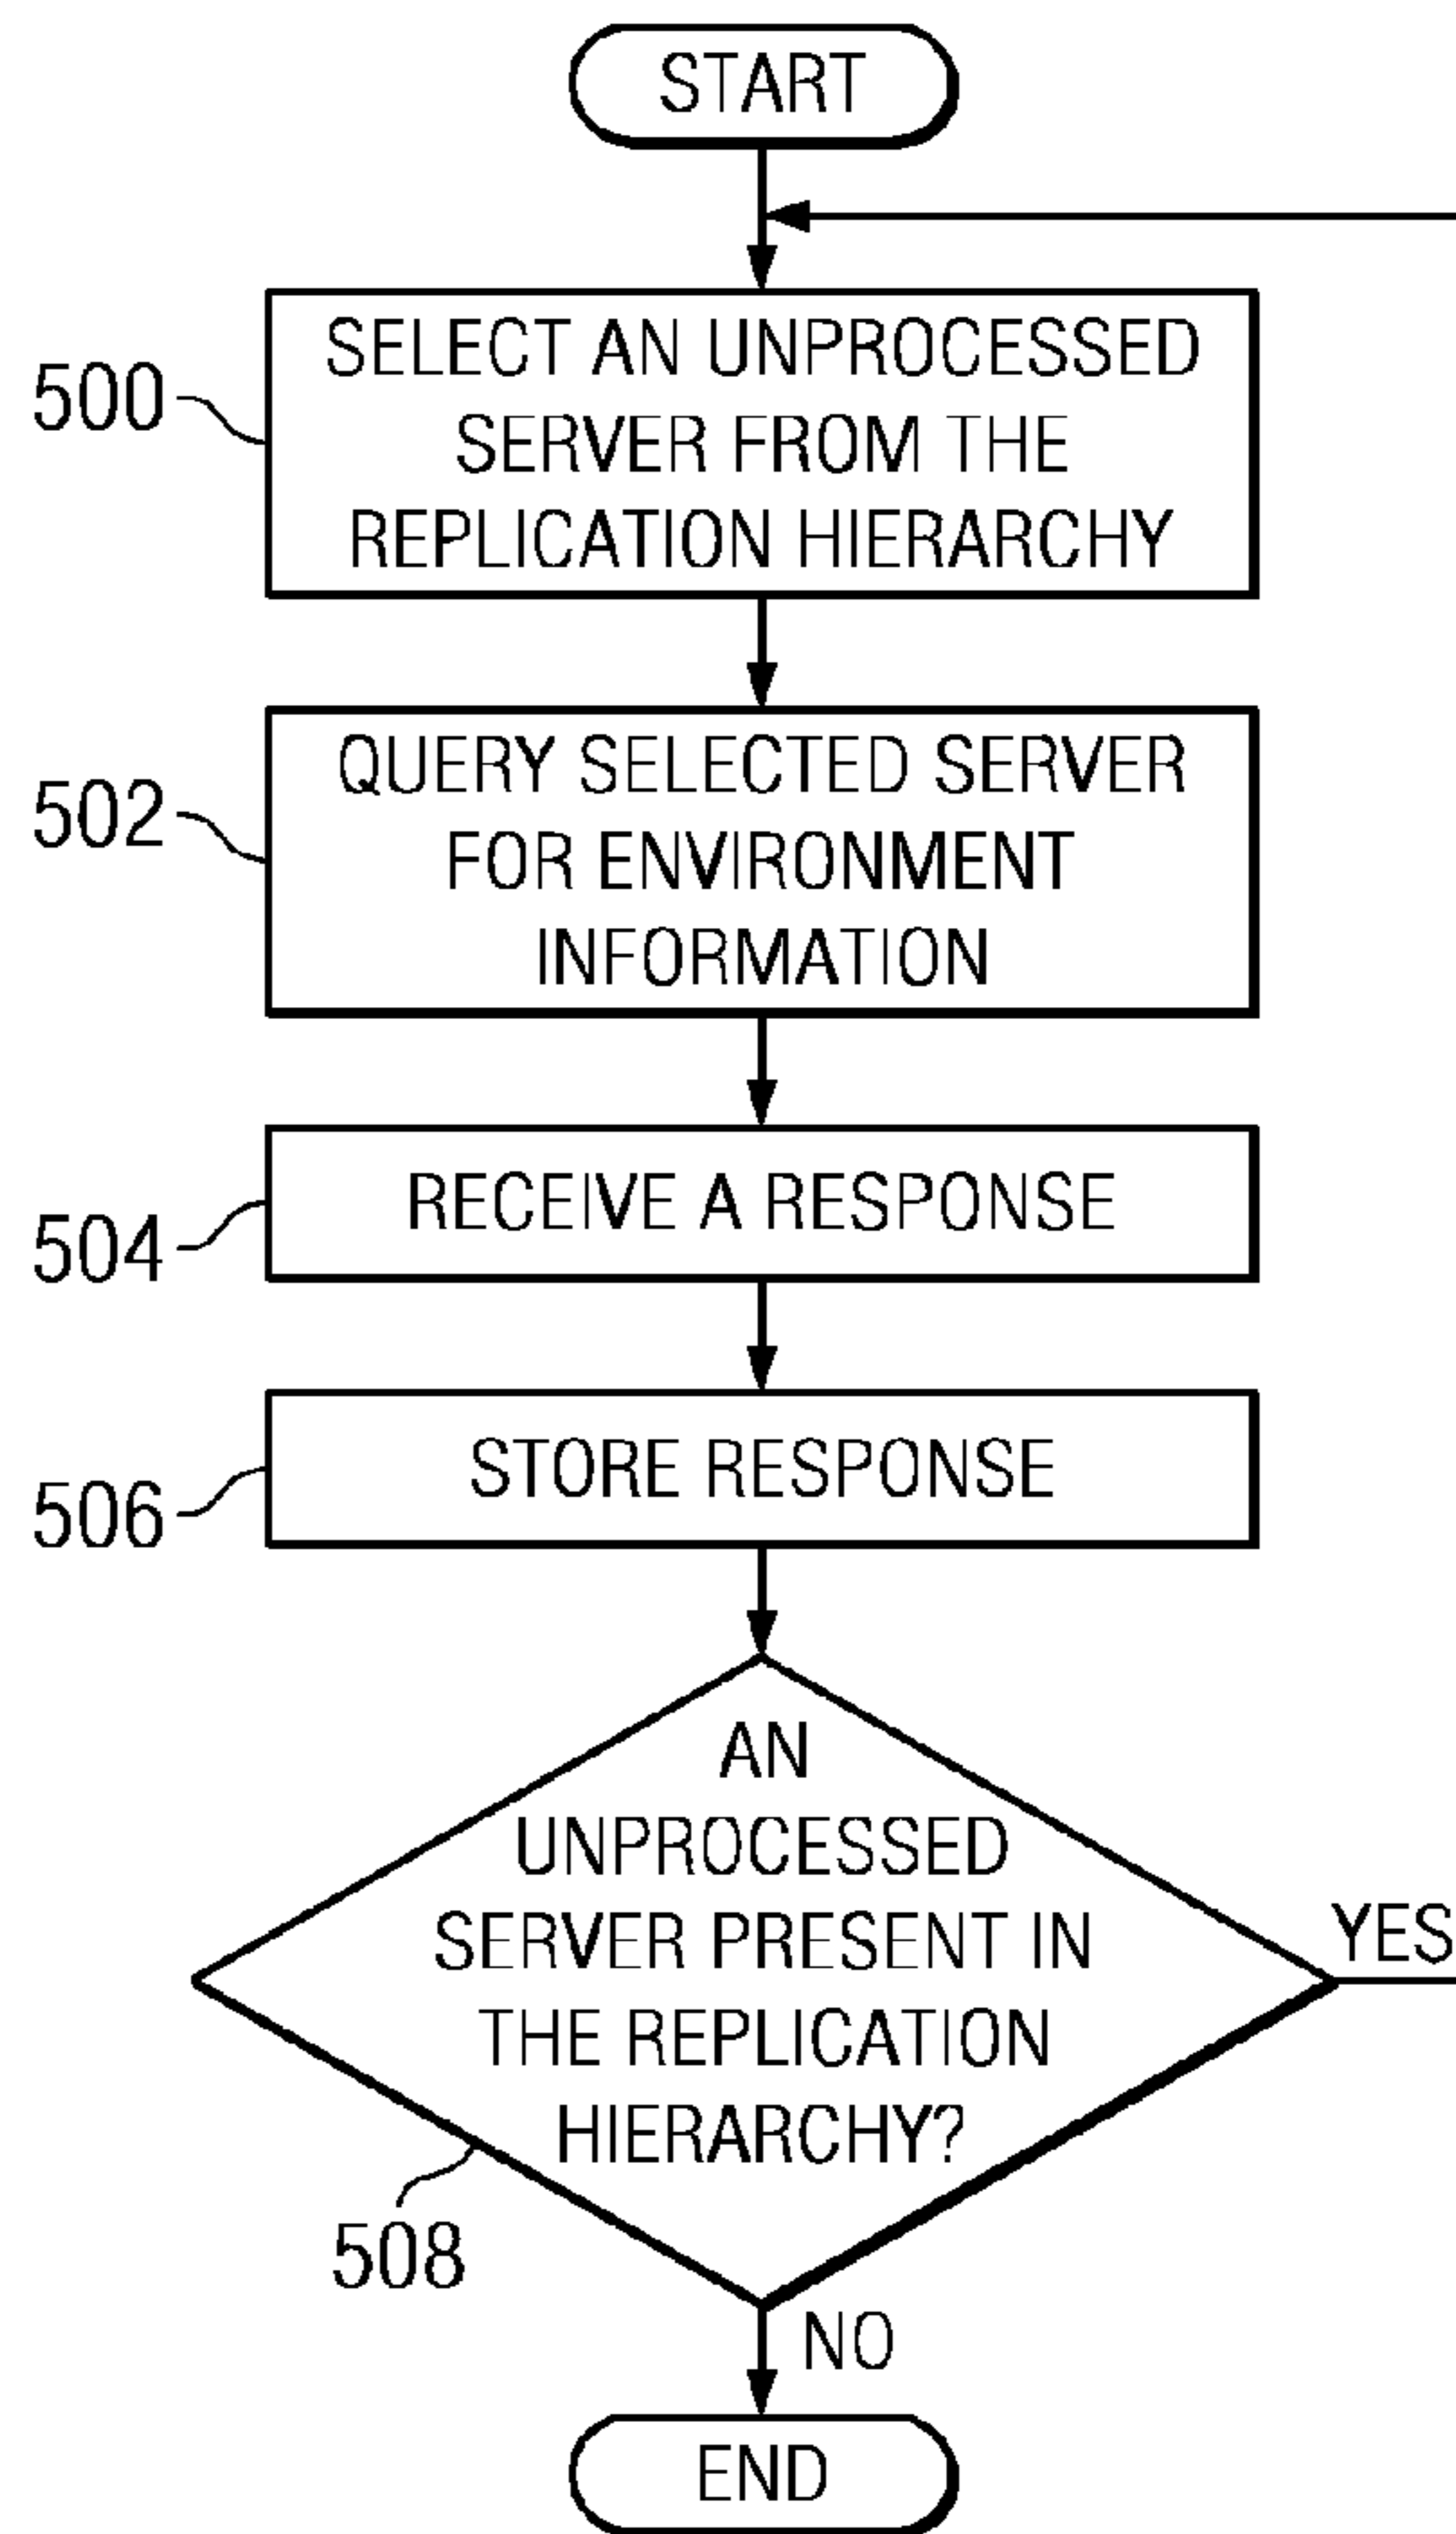 START
500
SELECT AN UNPROCESSED
SERVER FROM THE
REPLICATION HIERARCHY
502
QUERY SELECTED SERVER
FOR ENVIRONMENT
INFORMATION
504
RECEIVE A RESPONSE
506
STORE RESPONSE
AN
UNPROCESSED
SERVER PRESENT IN
THE REPLICATION
HIERARCHY?
YES
508
NO
END